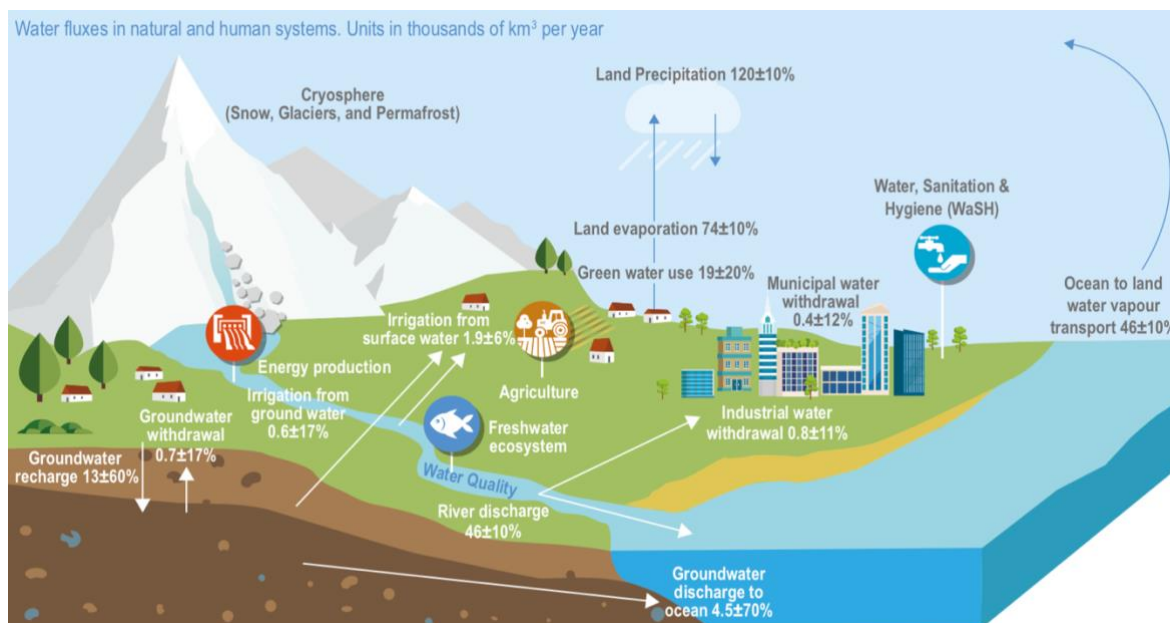 Water fluxes in natural and human systems. Units in thousands of km³ per year
Land Precipitation 120±10%
Cryosphere
(Snow, Glaciers, and Permafrost)
Water, Sanitation &
Hygiene (WaSH)
Land evaporation 74±10%
Green water use 19±20%
Municipal water
withdrawal
0.4±12%
Ocean to land
water vapour
transport 46±10%
Irrigation from
surface water 1.9±6%
Energy production
Agriculture
Irrigation from
ground water
0.6±17%
Groundwater
withdrawal
0.7±17%
Industrial water
withdrawal 0.8±11%
Freshwater
ecosystem
Groundwater
recharge 13±60%
Water Quality
River discharge
46±10%
Groundwater
discharge to
ocean 4.5±70%